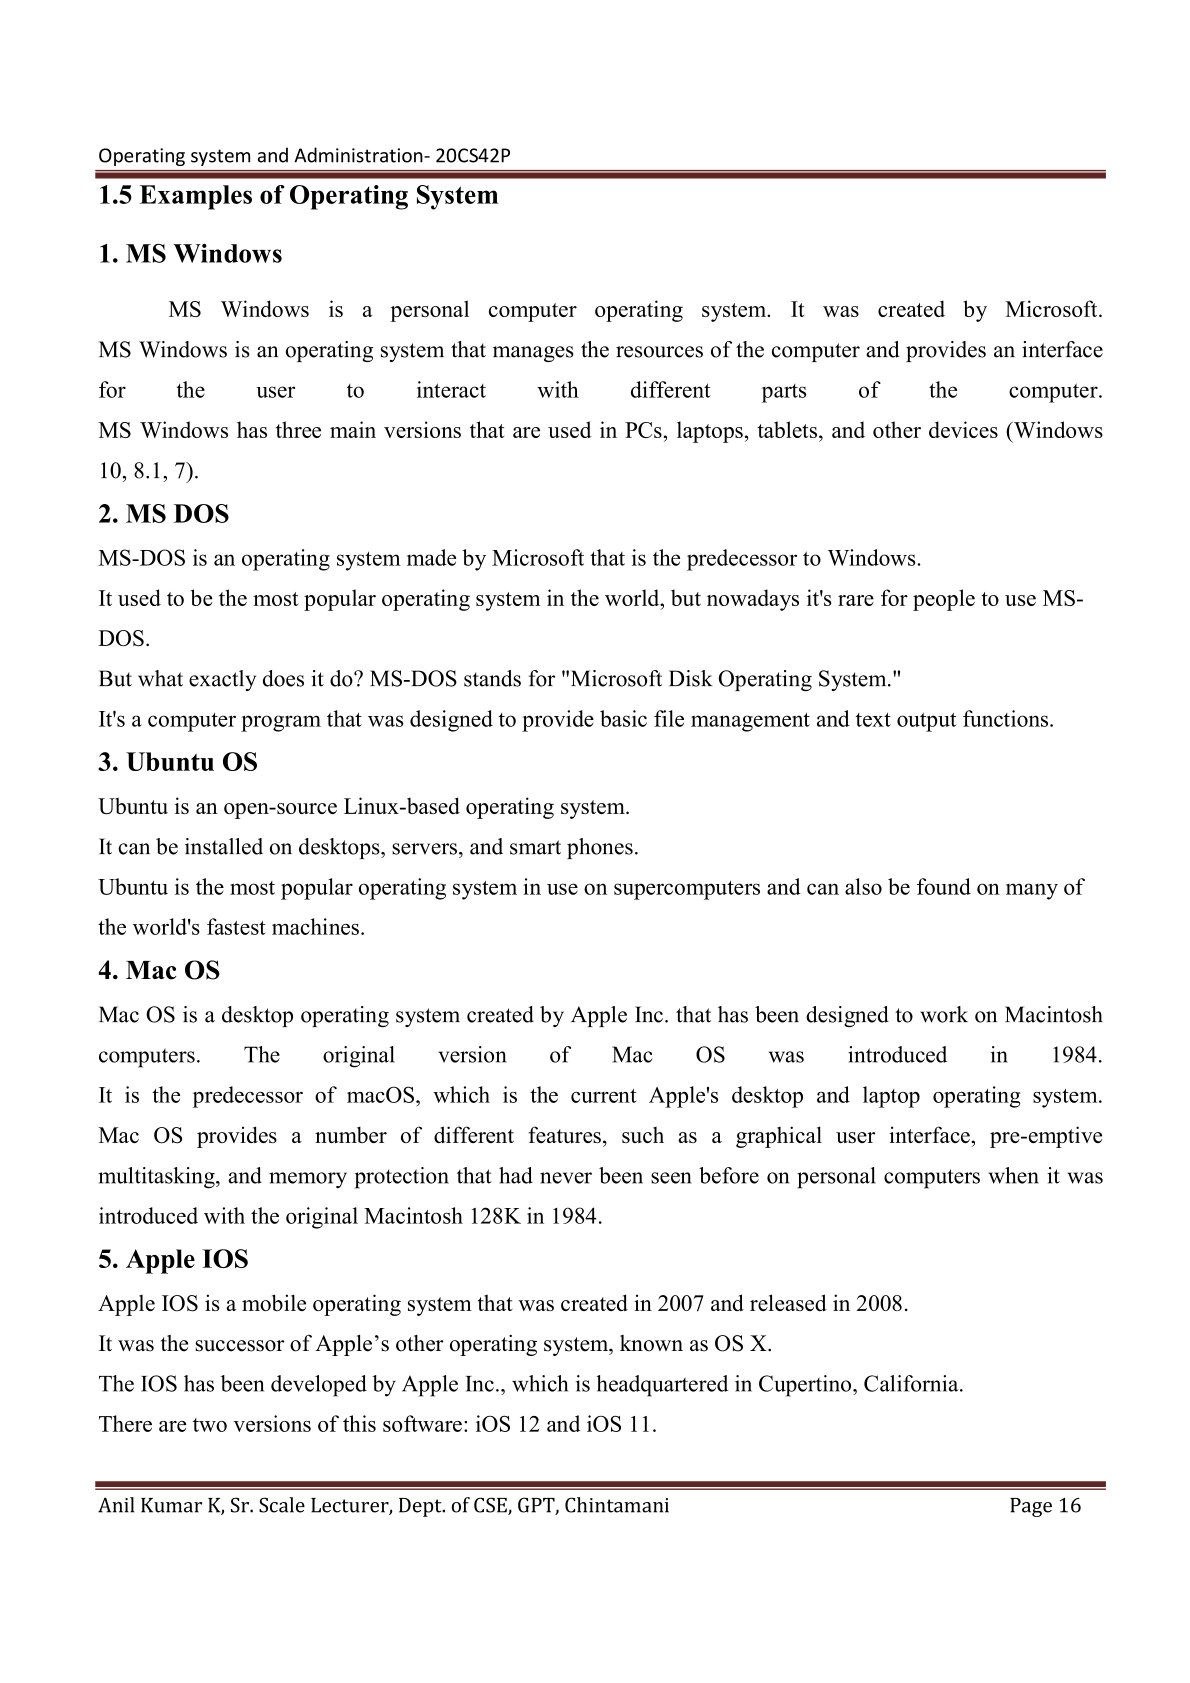 Operating system and Administration- 20CS42P
1.5 Examples of Operating System
1. MS Windows
MS Windows is a personal computer operating system. It was created by Microsoft.
MS Windows is an operating system that manages the resources of the computer and provides an interface
for the user to interact with different parts of the computer.
MS Windows has three main versions that are used in PCs, laptops, tablets, and other devices (Windows
10, 8.1, 7).
2. MS DOS
MS-DOS is an operating system made by Microsoft that is the predecessor to Windows.
It used to be the most popular operating system in the world, but nowadays it's rare for people to use MS-
DOS.
But what exactly does it do? MS-DOS stands for "Microsoft Disk Operating System."
It's a computer program that was designed to provide basic file management and text output functions.
3. Ubuntu OS
Ubuntu is an open-source Linux-based operating system.
It can be installed on desktops, servers, and smart phones.
Ubuntu is the most popular operating system in use on supercomputers and can also be found on many of
the world's fastest machines.
4. Mac OS
Mac OS is a desktop operating system created by Apple Inc. that has been designed to work on Macintosh
computers. The original version of Mac OS was introduced in 1984.
It is the predecessor of macOS, which is the current Apple's desktop and laptop operating system.
Mac OS provides a number of different features, such as a graphical user interface, pre-emptive
multitasking, and memory protection that had never been seen before on personal computers when it was
introduced with the original Macintosh 128K in 1984.
5. Apple IOS
Apple IOS is a mobile operating system that was created in 2007 and released in 2008.
It was the successor of Apple’s other operating system, known as OS X.
The IOS has been developed by Apple Inc., which is headquartered in Cupertino, California.
There are two versions of this software: iOS 12 and iOS 11.
Anil Kumar K, Sr. Scale Lecturer, Dept. of CSE, GPT, Chintamani Page 16